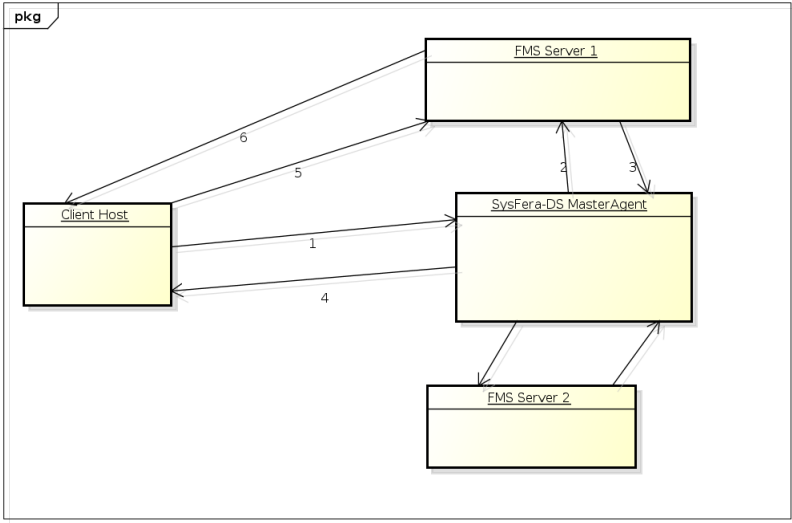 pkg
FMS Server 1
6
5
2
3
Client Host
SysFera-DS MasterAgent
1
4
FMS Server 2